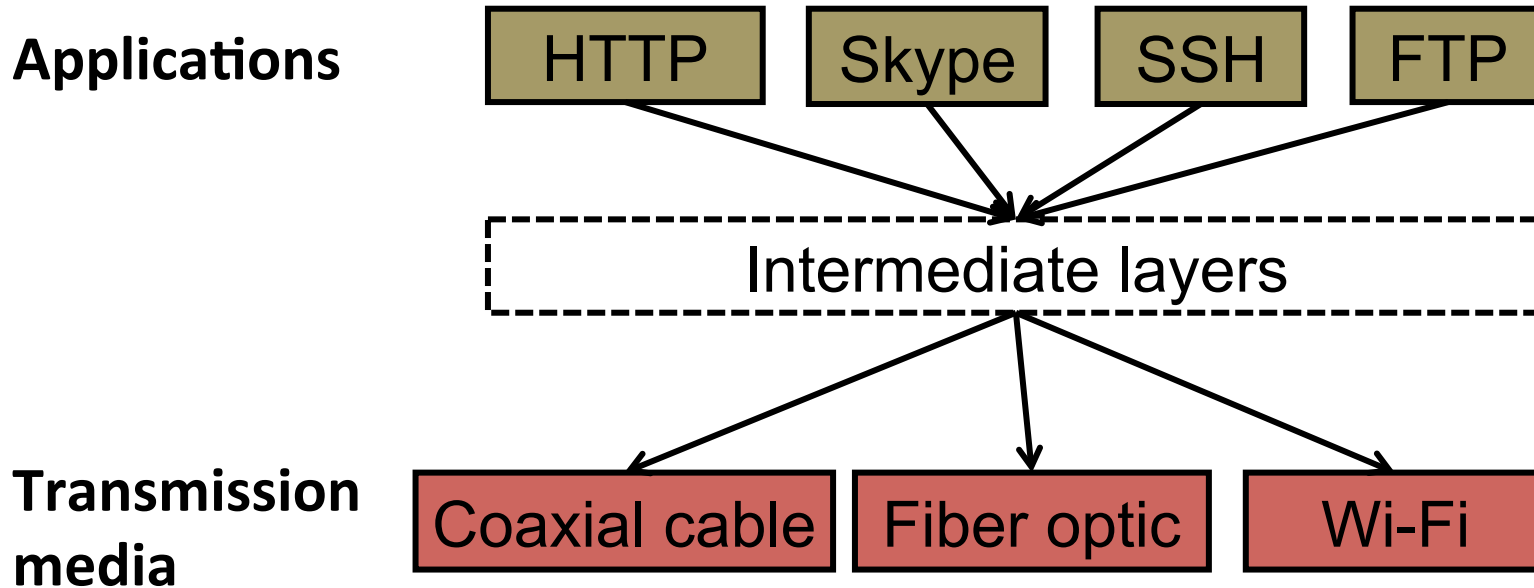 Applications
HTTP
Skype
SSH
FTP
Intermediate layers
Transmission
media
Coaxial cable
Fiber optic
Wi-Fi